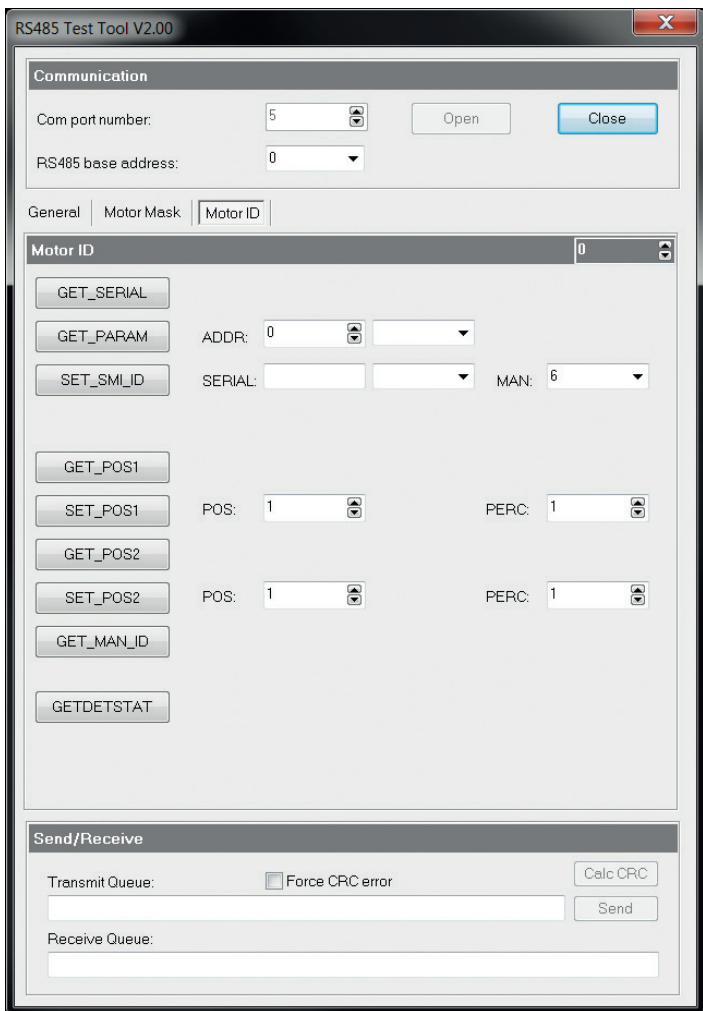 RS485 Test Tool V2.00
Communication
Com port number: 5 Open Close
RS485 base address: 0
General Motor Mask Motor ID
Motor ID 0
GET_SERIAL
GET_PARAM ADDR: 0
SET_SMI_ID SERIAL: MAN: 6
GET_POS1
SET_POS1 POS: 1 PERC: 1
GET_POS2
SET_POS2 POS: 1 PERC: 1
GET_MAN_ID
GETDETSTAT
Send/Receive
Transmit Queue: Force CRC error Calc CRC
Send
Receive Queue: